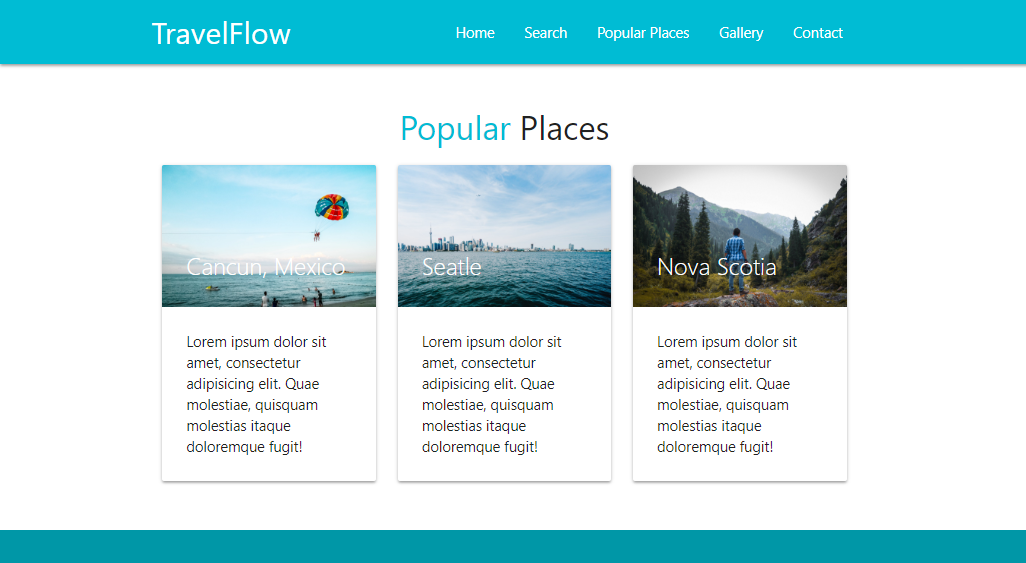 TravelFlow
Home Search Popular Places Gallery Contact
Popular Places
Cancun, Mexico
Lorem ipsum dolor sit
amet, consectetur
adipisicing elit. Quae
molestiae, quisquam
molestias itaque
doloremque fugit!
Seatle
Lorem ipsum dolor sit
amet, consectetur
adipisicing elit. Quae
molestiae, quisquam
molestias itaque
doloremque fugit!
Nova Scotia
Lorem ipsum dolor sit
amet, consectetur
adipisicing elit. Quae
molestiae, quisquam
molestias itaque
doloremque fugit!